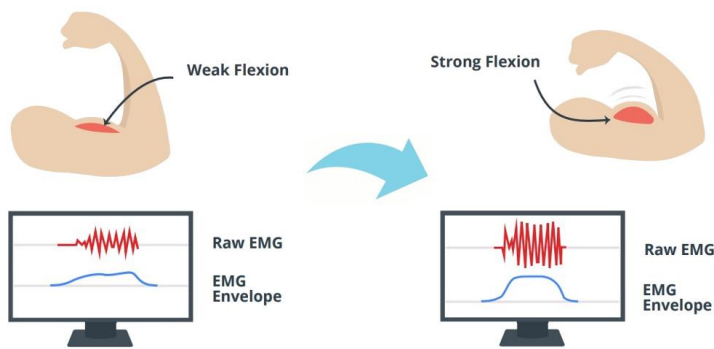 Weak Flexion
Strong Flexion
Raw EMG
EMG
Envelope
Raw EMG
EMG
Envelope